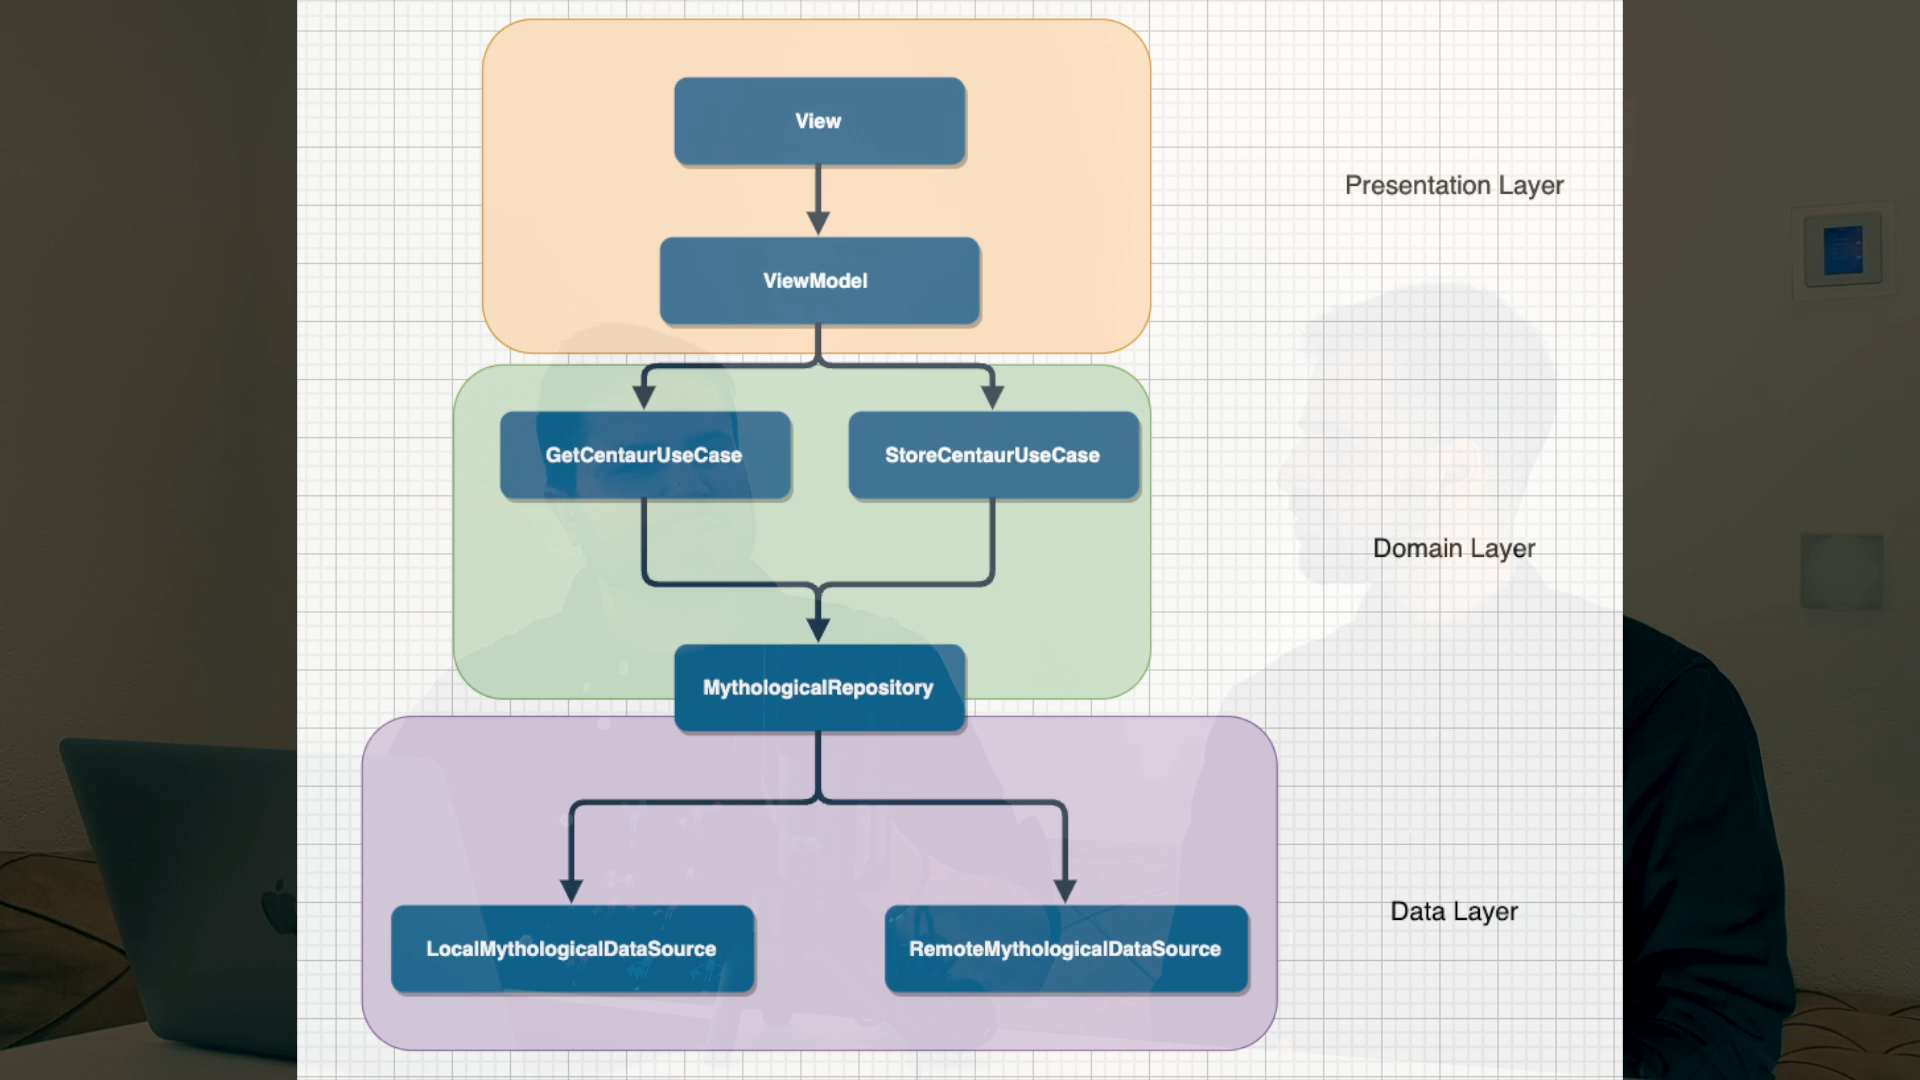 View
Presentation Layer
ViewModel
GetCentaurUseCase
StoreCentaurUseCase
Domain Layer
MythologicalRepository
Data Layer
LocalMythologicalDataSource
RemoteMythologicalDataSource